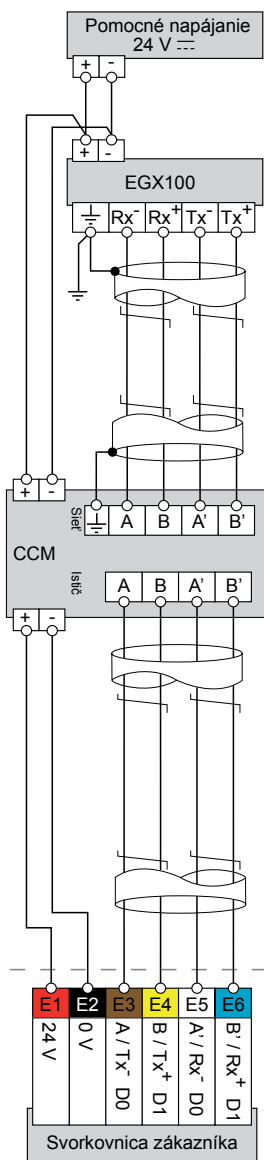 Pomocné napájanie
24 V ⎓
+ -
+ -
EGX100
⏚ Rx- Rx+ Tx- Tx+
+ -
⏚ A B A' B'
Sieť
CCM
Istič
A B A' B'
+ -
E1 E2 E3 E4 E5 E6
24 V
0 V
A / Tx- D0
B / Tx+ D1
A' / Rx- D0
B' / Rx+ D1
Svorkovnica zákazníka